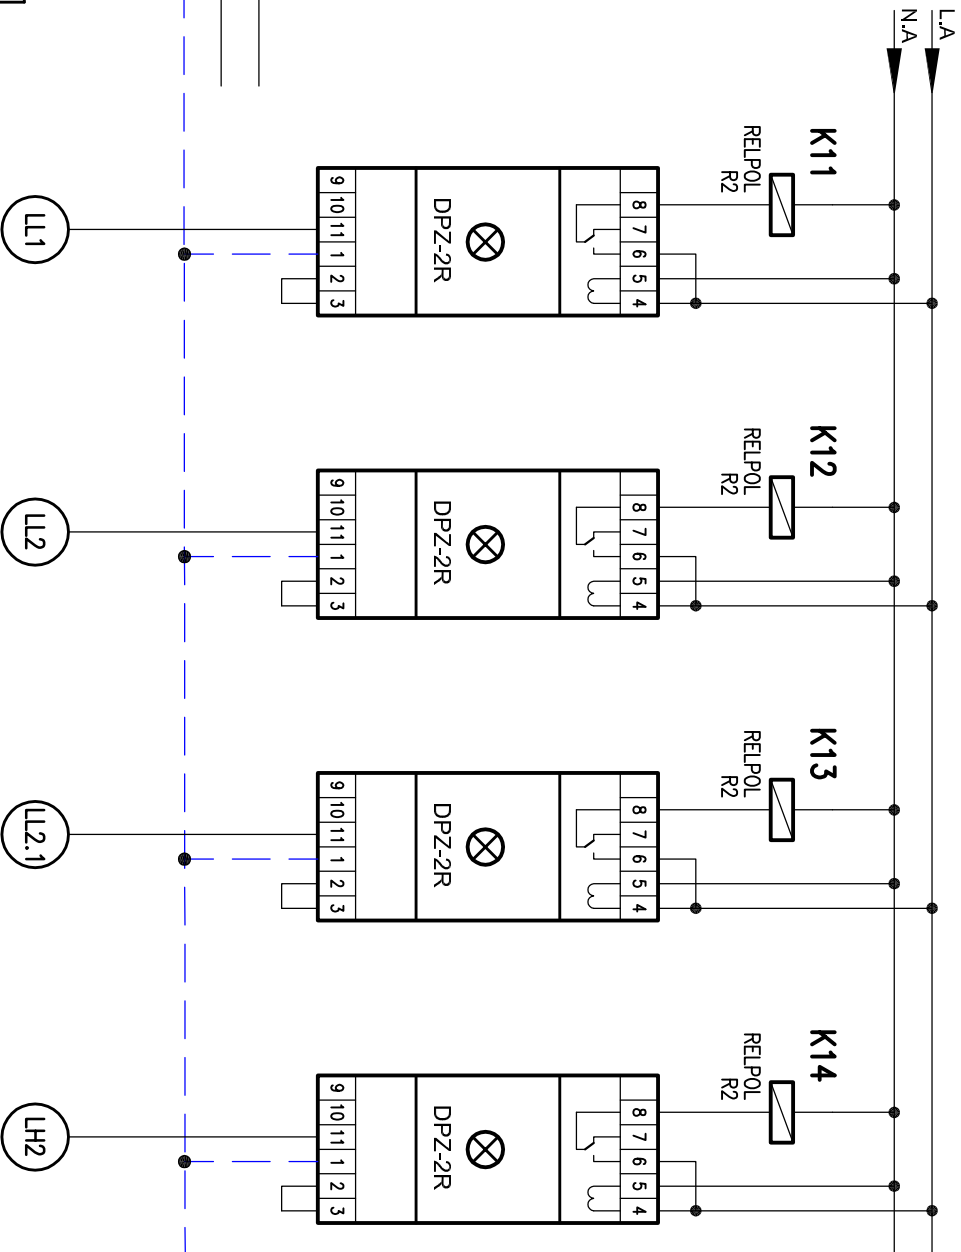 L.A
N.A
K11
RELPOL
R2
8 7 6 5 4
DPZ-2R
9 10 11 1 2 3
LL1
K12
RELPOL
R2
8 7 6 5 4
DPZ-2R
9 10 11 1 2 3
LL2
K13
RELPOL
R2
8 7 6 5 4
DPZ-2R
9 10 11 1 2 3
LL2.1
K14
RELPOL
R2
8 7 6 5 4
DPZ-2R
9 10 11 1 2 3
LH2